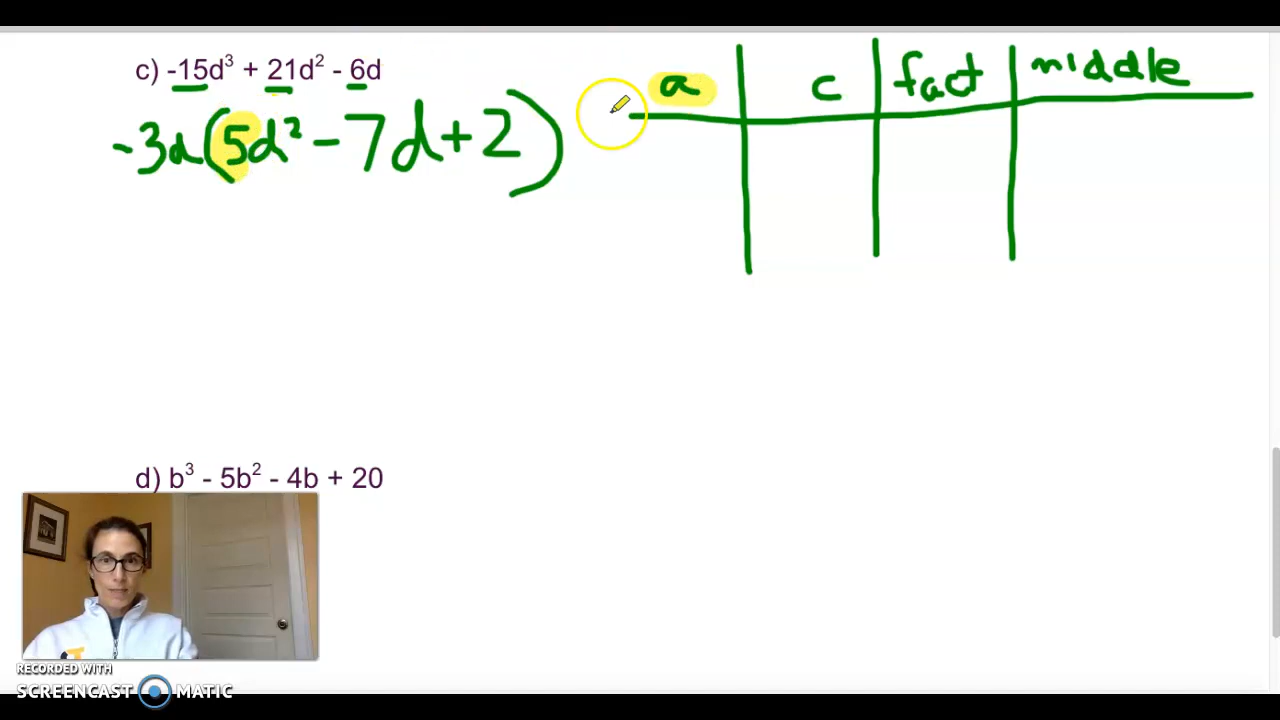 c) -15d³ + 21d² - 6d
-3d(5d² - 7d + 2)
a c fact middle
d) b³ - 5b² - 4b + 20
RECORDED WITH
SCREENCAST MATIC